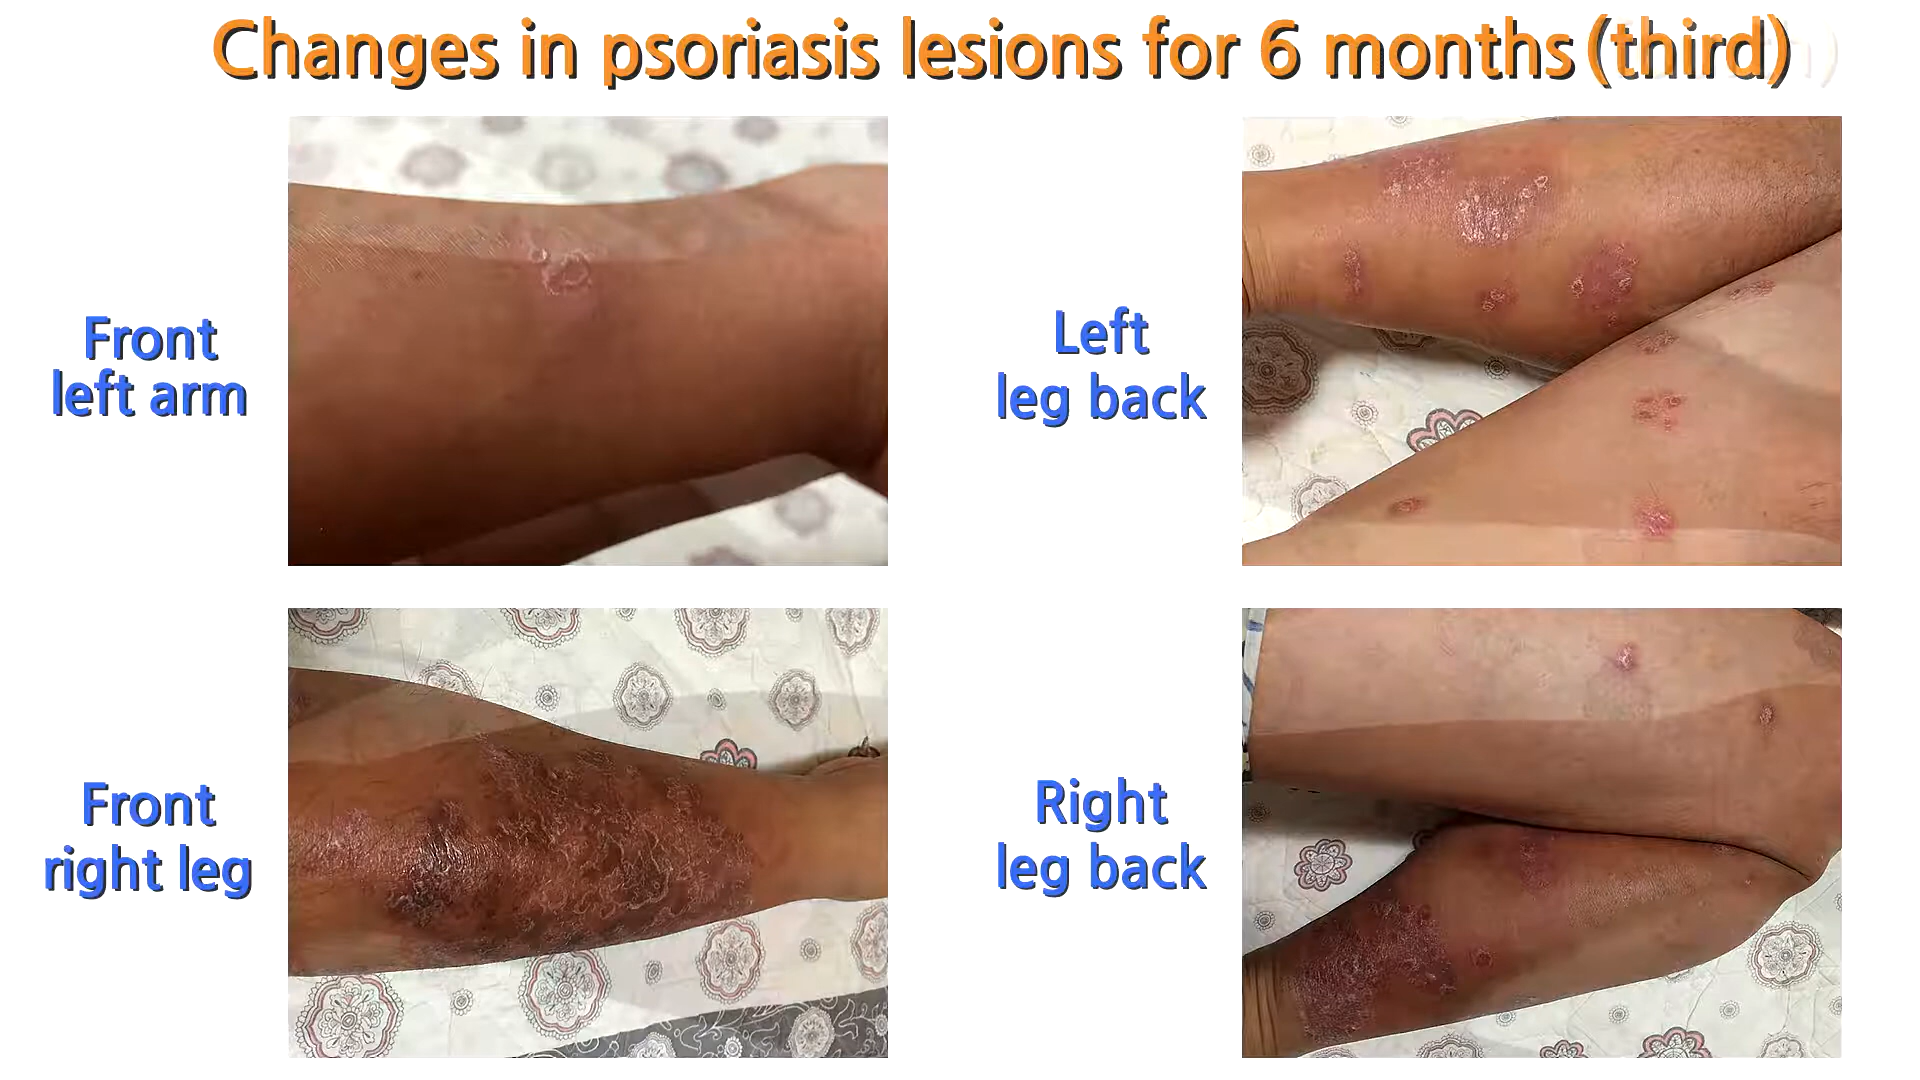 Changes in psoriasis lesions for 6 months (third)
Front
left arm
Left
leg back
Front
right leg
Right
leg back